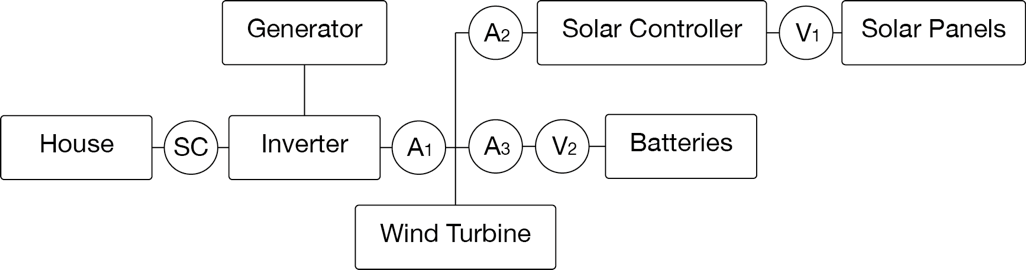 Generator
A2
Solar Controller
V1
Solar Panels
House
SC
Inverter
A1
A3
V2
Batteries
Wind Turbine